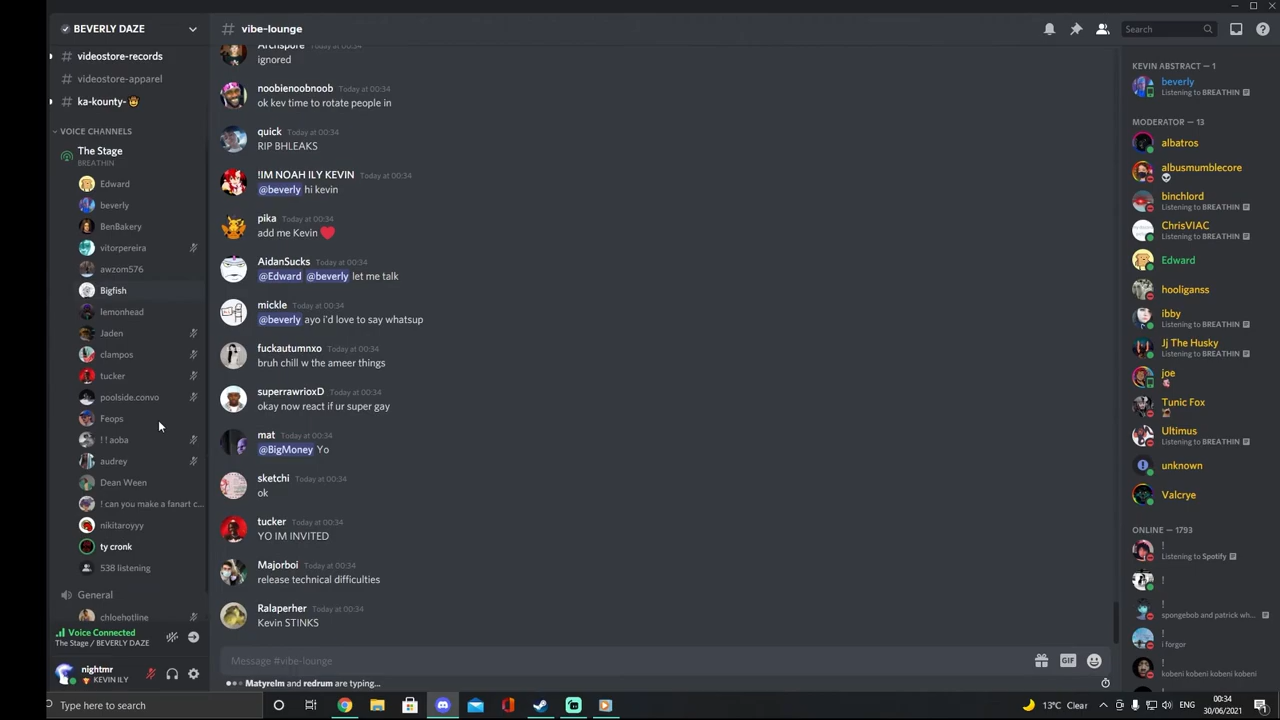 BEVERLY DAZE
videostore-records
# videostore-apparel
# ka-kounty-
VOICE CHANNELS
The Stage
BREATHIN
Edward
beverly
BenBakery
vitorpereira
awzom576
Bigfish
lemonhead
Jaden
clampos
tucker
poolside.convo
Feops
! ! aoba
audrey
Dean Ween
! can you make a fanart c...
nikitaroyyy
ty cronk
538 listening
General
chloehotline
Voice Connected
The Stage / BEVERLY DAZE
nightmr
KEVIN ILY
# vibe-lounge
Search
Archspore Today at 00:34
ignored
noobienoobnoob Today at 00:34
ok kev time to rotate people in
quick Today at 00:34
RIP BHLEAKS
!IM NOAH ILY KEVIN Today at 00:34
@beverly hi kevin
pika Today at 00:34
add me Kevin ❤️
AidanSucks Today at 00:34
@Edward @beverly let me talk
mickle Today at 00:34
@beverly ayo i'd love to say whatsup
fuckautumnxo Today at 00:34
bruh chill w the ameer things
superrawrioxD Today at 00:34
okay now react if ur super gay
mat Today at 00:34
@BigMoney Yo
sketchi Today at 00:34
ok
tucker Today at 00:34
YO IM INVITED
Majorboi Today at 00:34
release technical difficulties
Ralaperher Today at 00:34
Kevin STINKS
Message #vibe-lounge
GIF
Matyrelm and redrum are typing...
KEVIN ABSTRACT — 1
beverly
Listening to BREATHIN
MODERATOR — 13
albatros
albusmumblecore
binchlord
Listening to BREATHIN
ChrisVIAC
Listening to BREATHIN
Edward
hooliganss
ibby
Listening to BREATHIN
Jj The Husky
Listening to BREATHIN
joe
Tunic Fox
Ultimus
Listening to BREATHIN
unknown
Valcrye
ONLINE — 1793
!
Listening to Spotify
!
!
spongebob and patrick wh...
!
i forgor
!
kobeni kobeni kobeni kobeni
!
Type here to search
13°C Clear
ENG
00:34
30/06/2021